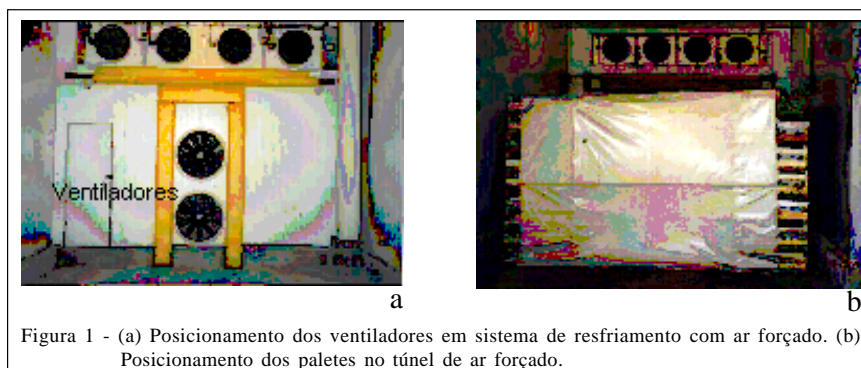 Ventiladores
a
b
Figura 1 - (a) Posicionamento dos ventiladores em sistema de resfriamento com ar forçado. (b)
Posicionamento dos paletes no túnel de ar forçado.